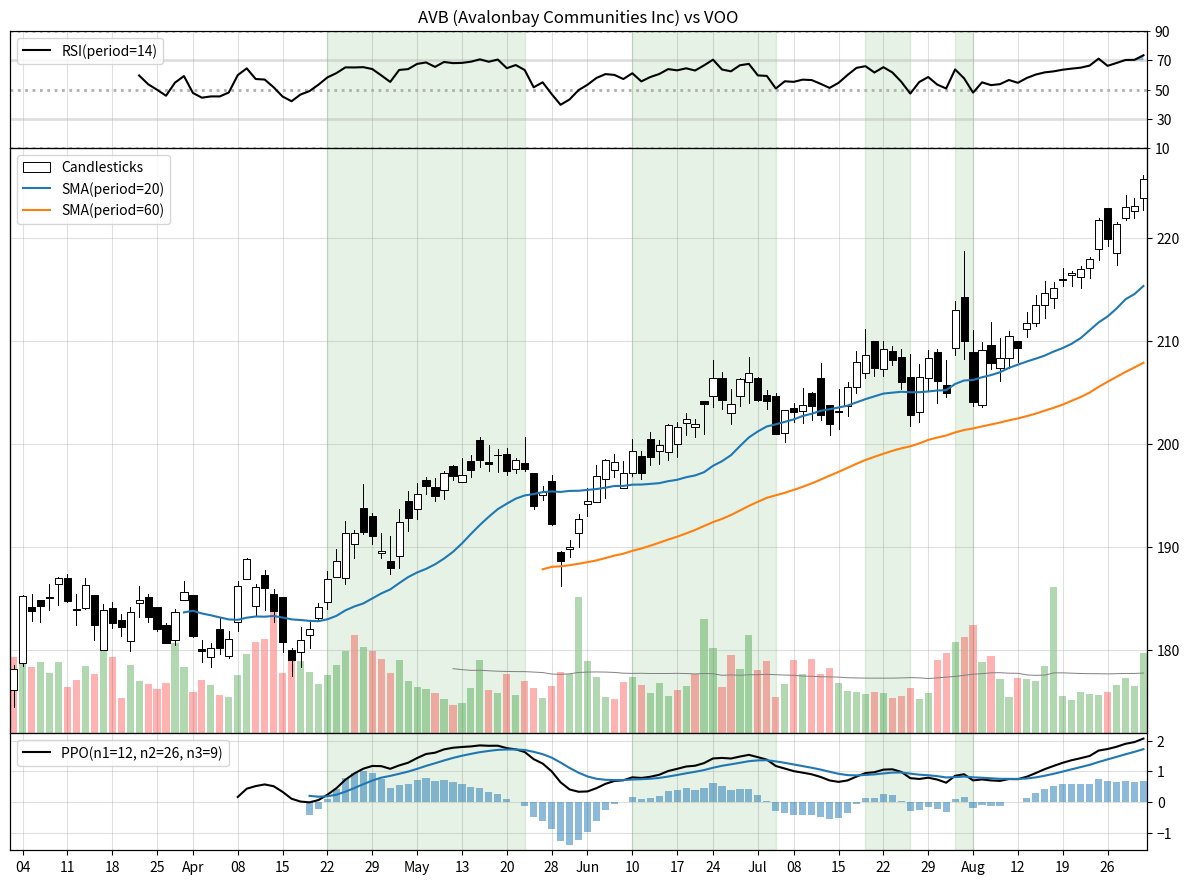 AVB (Avalonbay Communities Inc) vs VOO
RSI(period=14)
90
70
50
30
10
Candlesticks
SMA(period=20)
SMA(period=60)
220
210
200
190
180
PPO(n1=12, n2=26, n3=9)
2
1
0
−1
04 11 18 25 Apr 08 15 22 29 May 13 20 28 Jun 10 17 24 Jul 08 15 22 29 Aug 12 19 26